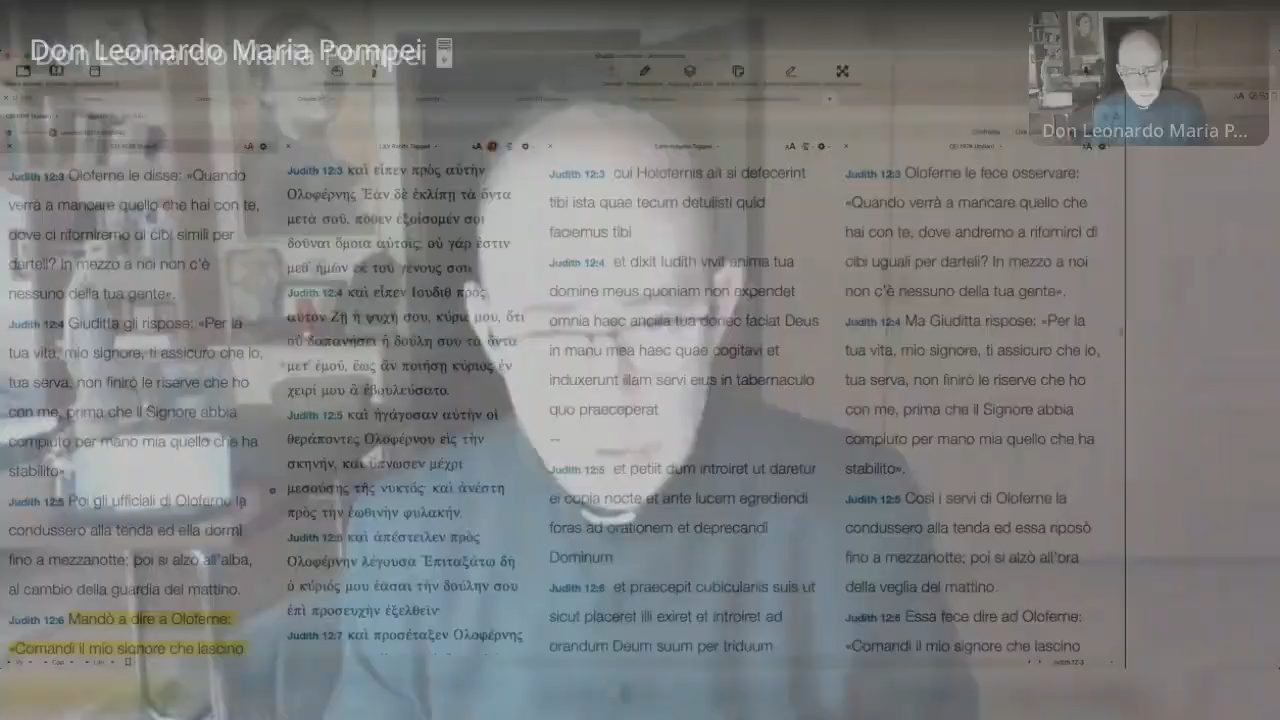 Don Leonardo Maria Pompei
Don Leonardo Maria P...
Judith 12:3 Oloferne le disse: «Quando
verrà a mancare quello che hai con te,
dove ci riforniremo di cibi simili per
darteli? In mezzo a noi non c'è
nessuno della tua gente».
Judith 12:4 Giuditta gli rispose: «Per la
tua vita, mio signore, ti assicuro che io,
tua serva, non finirò le riserve che ho
con me, prima che il Signore abbia
compiuto per mano mia quello che ha
stabilito».
Judith 12:5 Poi gli ufficiali di Oloferne la
condussero alla tenda ed ella dormì
fino a mezzanotte; poi si alzò all'alba,
al cambio della guardia del mattino.
Judith 12:6 Mandò a dire a Oloferne:
«Comandi il mio signore che lascino
Judith 12:3 καὶ εἶπεν πρὸς αὐτὴν
Ολοφέρνης Ἐὰν δὲ ἐκλίπῃ τὰ ὄντα
μετὰ σοῦ, πόθεν ἐξοίσομέν σοι
δοῦναι ὅμοια αὐτοῖς; οὐ γάρ ἐστιν
μεθ᾽ ἡμῶν ἐκ τοῦ γένους σου.
Judith 12:4 καὶ εἶπεν Ιουδιθ πρὸς
αὐτόν Ζῇ ἡ ψυχή σου, κύριέ μου, ὅτι
οὐ δαπανήσει ἡ δούλη σου τὰ ὄντα
μετ᾽ ἐμοῦ, ἕως ἂν ποιήσῃ κύριος ἐν
χειρί μου ἃ ἐβουλεύσατο.
Judith 12:5 καὶ ἠγάγοσαν αὐτὴν οἱ
θεράποντες Ολοφέρνου εἰς τὴν
σκηνήν, καὶ ὕπνωσεν μέχρι
μεσούσης τῆς νυκτός· καὶ ἀνέστη
πρὸς τὴν ἑωθινὴν φυλακήν.
Judith 12:6 καὶ ἀπέστειλεν πρὸς
Ολοφέρνην λέγουσα Ἐπιταξάτω δὴ
ὁ κύριός μου ἐᾶσαι τὴν δούλην σου
ἐπὶ προσευχὴν ἐξελθεῖν·
Judith 12:7 καὶ προσέταξεν Ολοφέρνης
Judith 12:3 cui Holofernis ait si defecerint
tibi ista quae tecum detulisti quid
faciemus tibi
Judith 12:4 et dixit Iudith vivit anima tua
domine meus quoniam non expendet
omnia haec ancilla tua donec faciat Deus
in manu mea haec quae cogitavi et
induxerunt illam servi eius in tabernaculo
quo praeceperat
--
Judith 12:5 et petiit dum introiret ut daretur
ei copia nocte et ante lucem egrediendi
foras ad orationem et deprecandi
Dominum
Judith 12:6 et praecepit cubiculariis suis ut
sicut placeret illi exiret et introiret ad
orandum Deum suum per triduum
Judith 12:3 Oloferne le fece osservare:
«Quando verrà a mancare quello che
hai con te, dove andremo a rifornirci di
cibi uguali per darteli? In mezzo a noi
non c'è nessuno della tua gente».
Judith 12:4 Ma Giuditta rispose: «Per la
tua vita, mio signore, ti assicuro che io,
tua serva, non finirò le riserve che ho
con me, prima che il Signore abbia
compiuto per mano mia quello che ha
stabilito».
Judith 12:5 Così i servi di Oloferne la
condussero alla tenda ed essa riposò
fino a mezzanotte; poi si alzò all'ora
della veglia del mattino.
Judith 12:6 Essa fece dire ad Oloferne:
«Comandi il mio signore che lascino